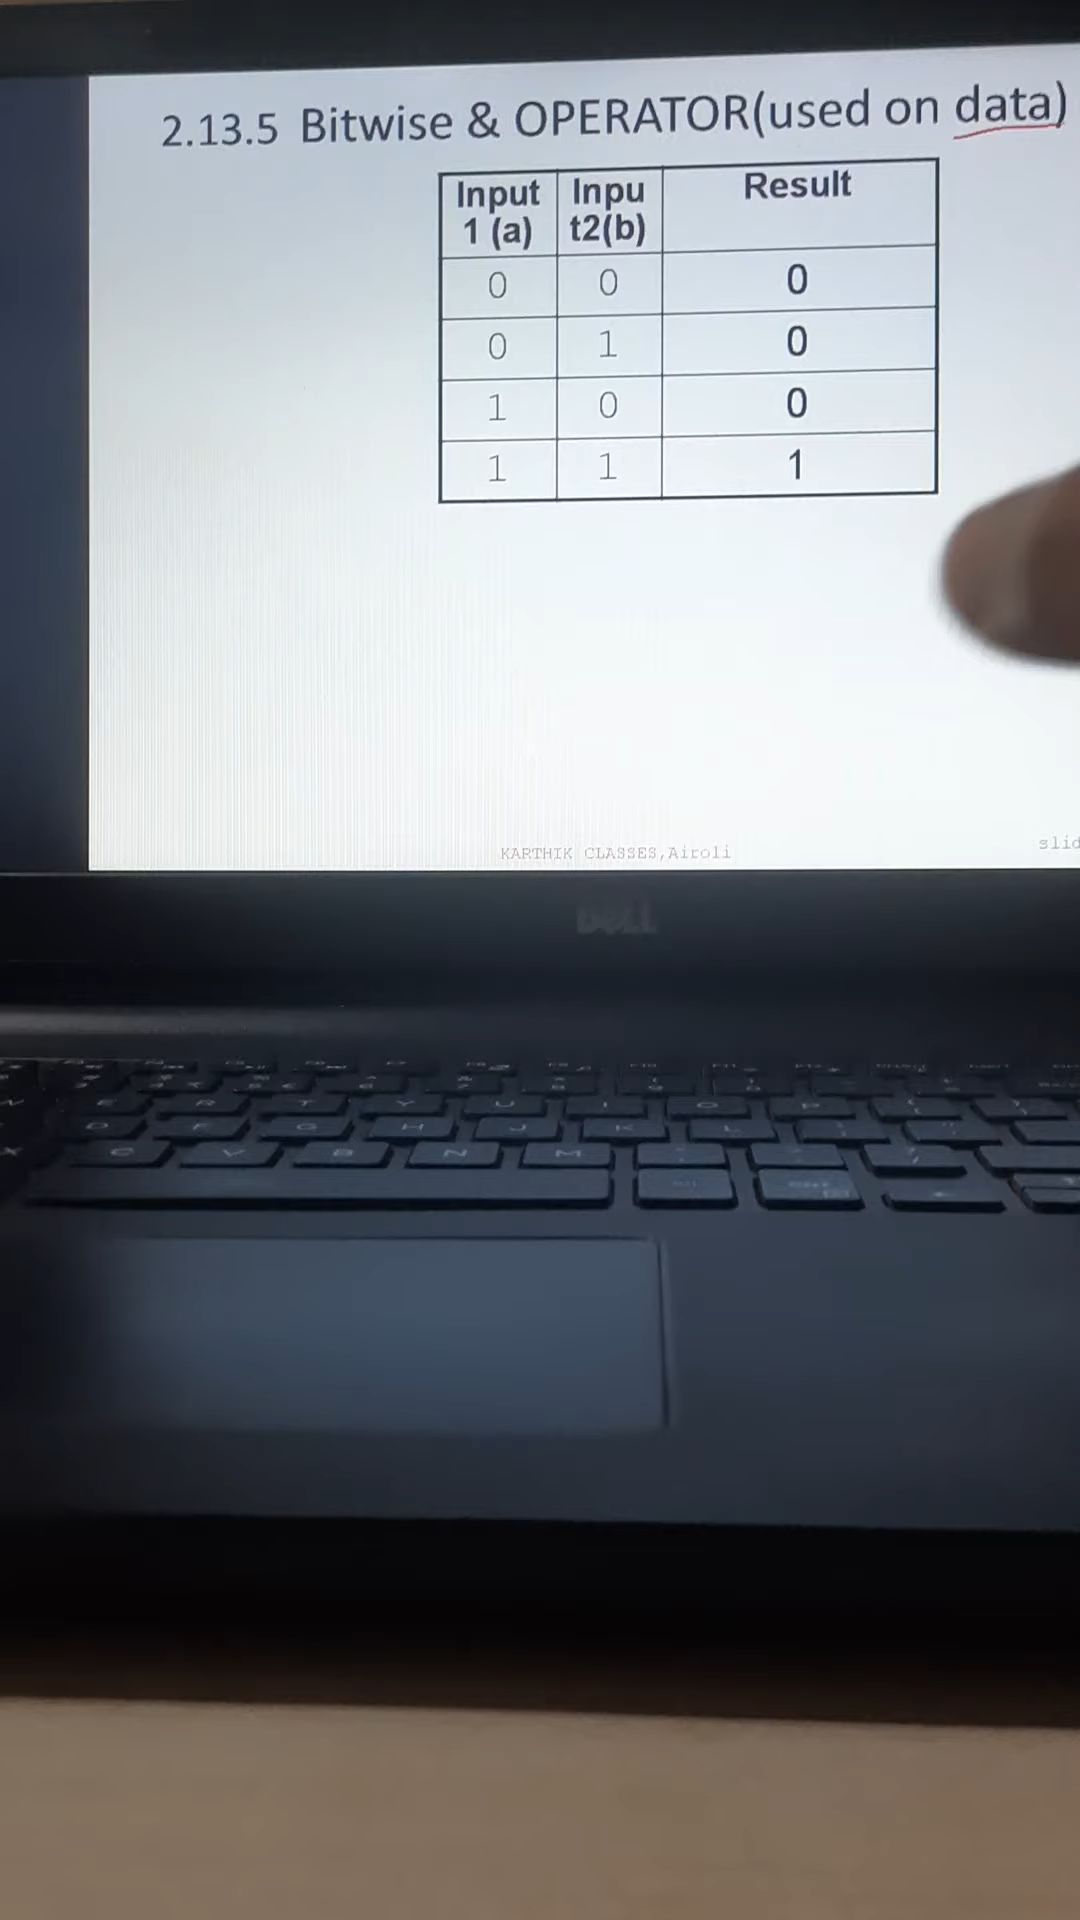 2.13.5 Bitwise & OPERATOR(used on data)
Input 1 (a) Inpu t2(b) Result
0 0 0
0 1 0
1 0 0
1 1 1
KARTHIK CLASSES,Airoli
slid
DELL
E R T Y U I O P
D F G H J K L
X C V B N M